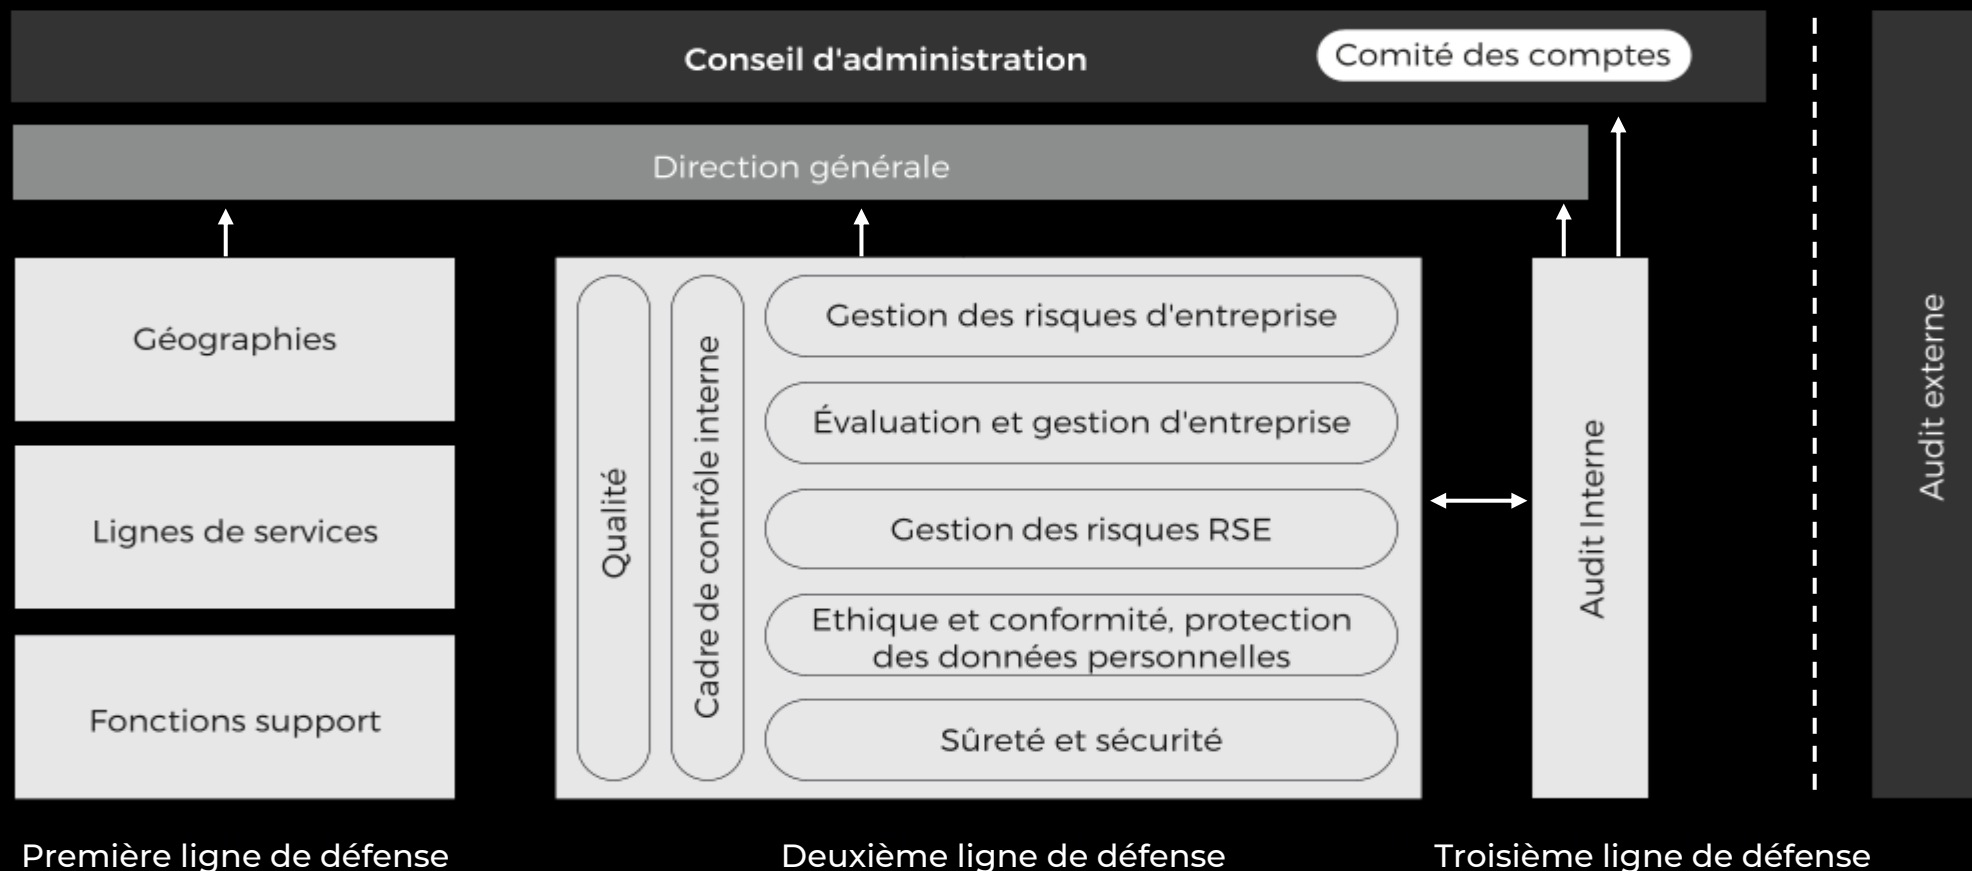 Conseil d'administration
Comité des comptes
Direction générale
Géographies
Lignes de services
Fonctions support
Qualité
Cadre de contrôle interne
Gestion des risques d'entreprise
Évaluation et gestion d'entreprise
Gestion des risques RSE
Ethique et conformité, protection
des données personnelles
Sûreté et sécurité
Audit Interne
Audit externe
Première ligne de défense
Deuxième ligne de défense
Troisième ligne de défense